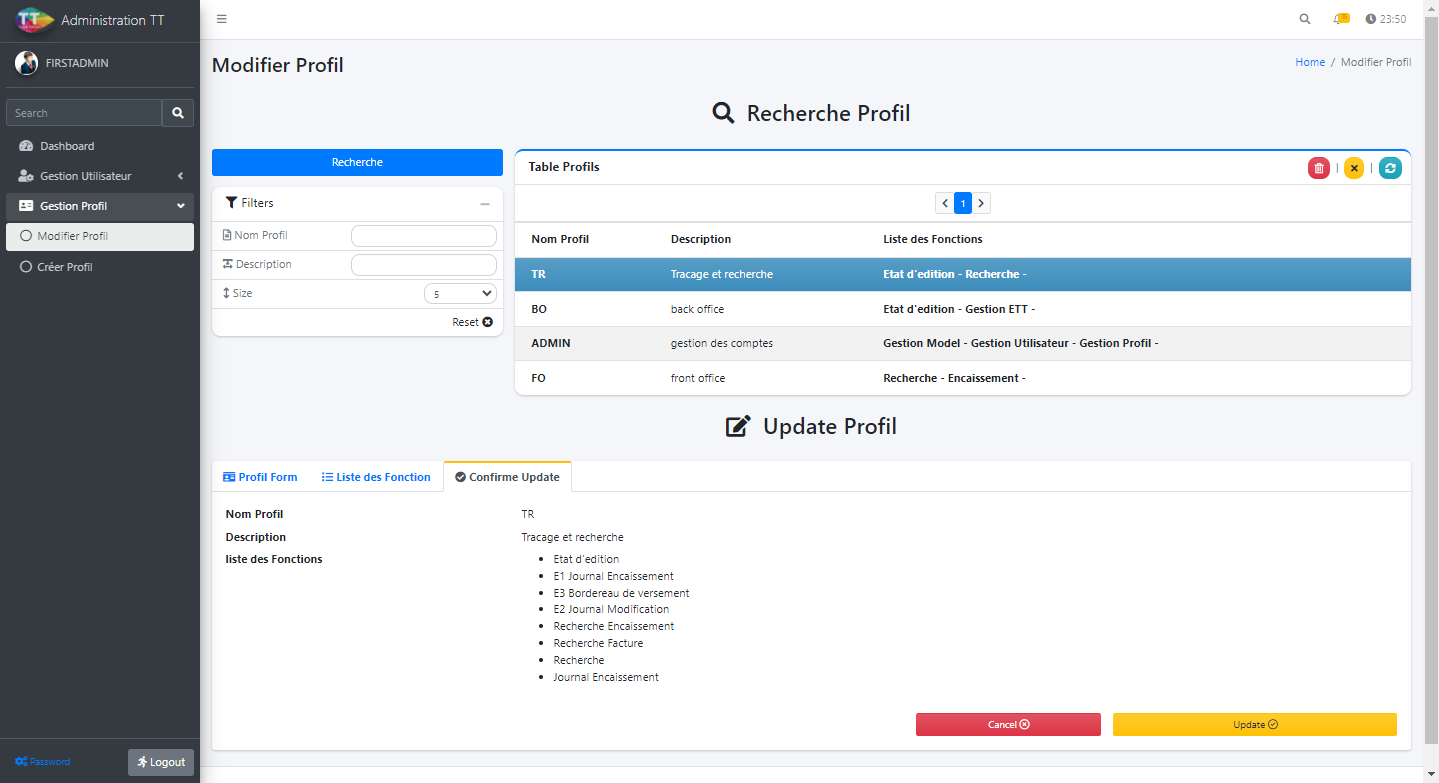 TT Administration TT
23:50
FIRSTADMIN
Modifier Profil
Home / Modifier Profil
Search
Recherche Profil
Dashboard
Gestion Utilisateur
Gestion Profil
Modifier Profil
Créer Profil
Recherche
Filters
Nom Profil
Description
Size 5
Reset
Table Profils
| |
1
Nom Profil Description Liste des Fonctions
TR Tracage et recherche Etat d'edition - Recherche -
BO back office Etat d'edition - Gestion ETT -
ADMIN gestion des comptes Gestion Model - Gestion Utilisateur - Gestion Profil -
FO front office Recherche - Encaissement -
Update Profil
Profil Form Liste des Fonction Confirme Update
Nom Profil TR
Description Tracage et recherche
liste des Fonctions
• Etat d'edition
• E1 Journal Encaissement
• E3 Bordereau de versement
• E2 Journal Modification
• Recherche Encaissement
• Recherche Facture
• Recherche
• Journal Encaissement
Cancel Update
Password Logout